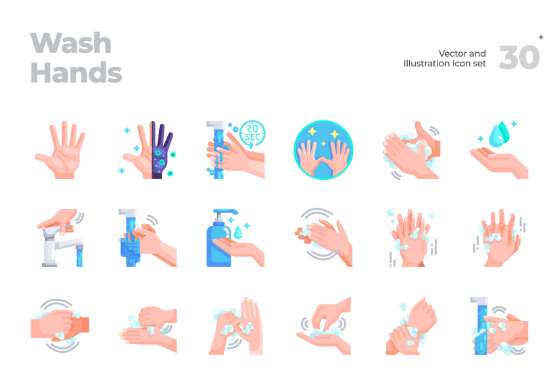 Wash
Hands
Vector and
Illustration Icon set
30+
20
SEC